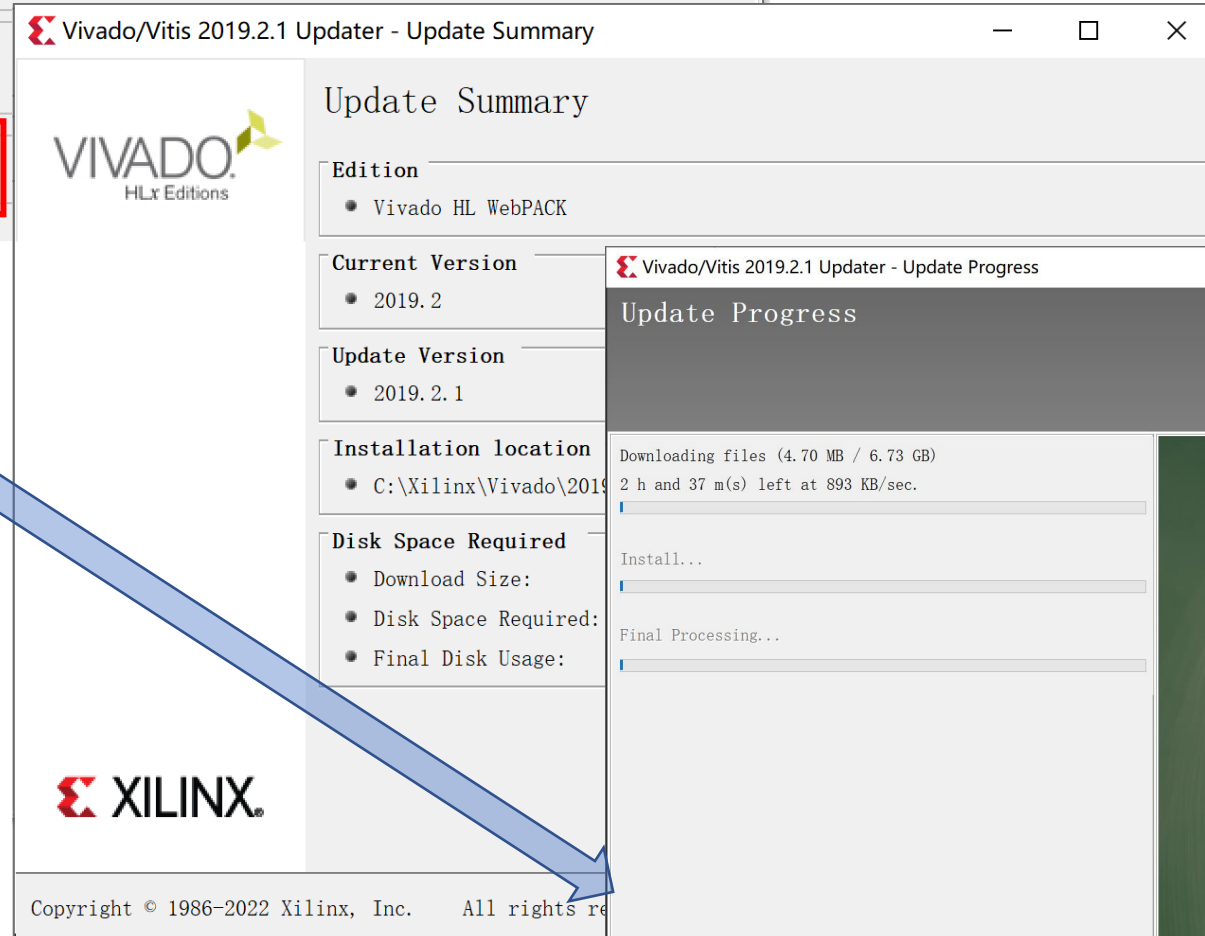 Vivado/Vitis 2019.2.1 Updater - Update Summary
VIVADO.
HLx Editions
Update Summary
Edition
Vivado HL WebPACK
Current Version
2019.2
Update Version
2019.2.1
Installation location
C:\Xilinx\Vivado\2019
Disk Space Required
Download Size:
Disk Space Required:
Final Disk Usage:
XILINX®
Copyright © 1986-2022 Xilinx, Inc. All rights re
Vivado/Vitis 2019.2.1 Updater - Update Progress
Update Progress
Downloading files (4.70 MB / 6.73 GB)
2 h and 37 m(s) left at 893 KB/sec.
Install...
Final Processing...